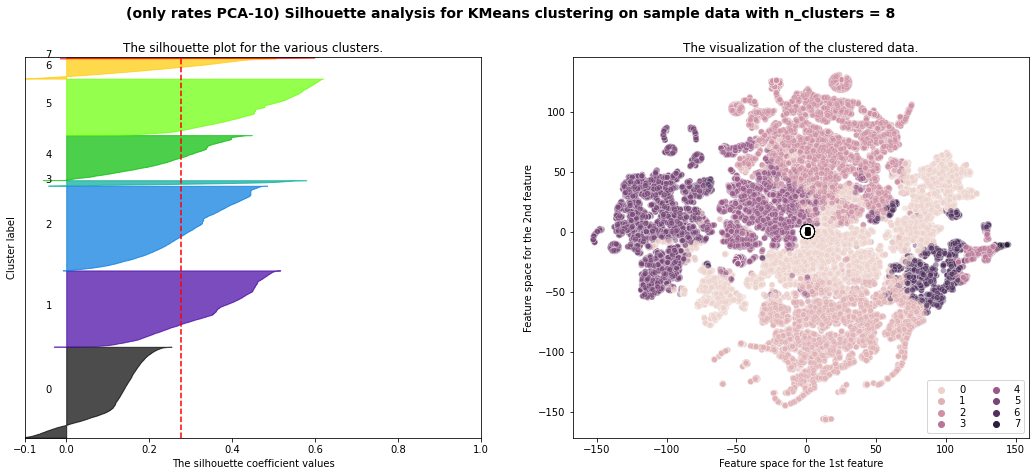 (only rates PCA-10) Silhouette analysis for KMeans clustering on sample data with n_clusters = 8
The silhouette plot for the various clusters.
7
6
5
4
3
2
1
0
Cluster label
−0.1 0.0 0.2 0.4 0.6 0.8 1.0
The silhouette coefficient values
The visualization of the clustered data.
100
50
0
−50
−100
−150
Feature space for the 2nd feature
0 4
1 5
2 6
3 7
−150 −100 −50 0 50 100 150
Feature space for the 1st feature